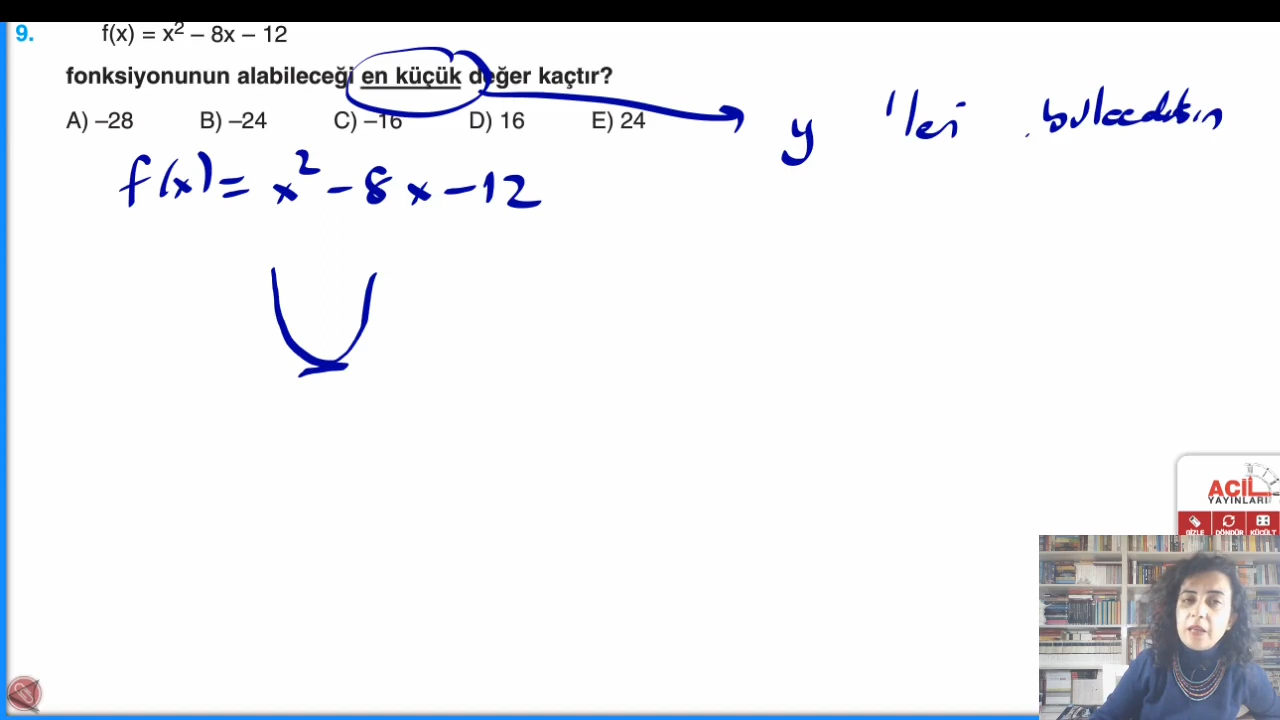 9. f(x) = x² – 8x – 12
fonksiyonunun alabileceği en küçük değer kaçtır?
A) –28 B) –24 C) –16 D) 16 E) 24
y 'leri
f(x) = x² – 8x – 12
ACİL
YAYINLARI
GİZLE DÖNDÜR KÜÇÜLT